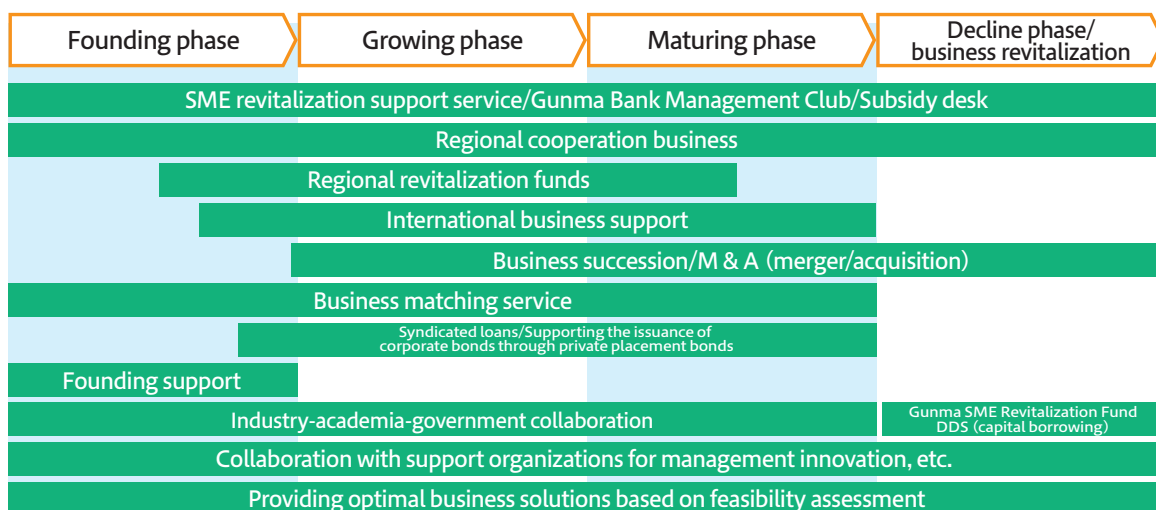 Founding phase
Growing phase
Maturing phase
Decline phase/
business revitalization
SME revitalization support service/Gunma Bank Management Club/Subsidy desk
Regional cooperation business
Regional revitalization funds
International business support
Business succession/M & A (merger/acquisition)
Business matching service
Syndicated loans/Supporting the issuance of
corporate bonds through private placement bonds
Founding support
Industry-academia-government collaboration
Gunma SME Revitalization Fund
DDS (capital borrowing)
Collaboration with support organizations for management innovation, etc.
Providing optimal business solutions based on feasibility assessment